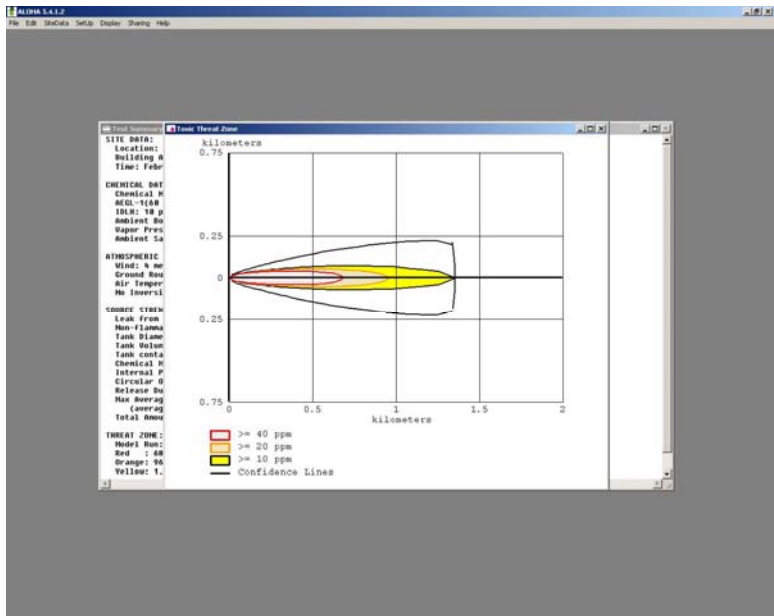 ALOHA 5.4.1.2
File Edit SiteData SetUp Display Sharing Help
Text Summary
Toxic Threat Zone
SITE DATA:
Location:
Building A
Time: Febr
CHEMICAL DAT
Chemical M
AEGL-1(60
IDLH: 10 p
Ambient Bo
Vapor Pres
Ambient Sa
ATMOSPHERIC
Wind: 4 me
Ground Rou
Air Temper
No Inversi
SOURCE STREN
Leak from
Non-flamma
Tank Diame
Tank Volum
Tank conta
Chemical M
Internal P
Circular O
Release Du
Max Averag
(averag
Total Amou
THREAT ZONE:
Model Run:
Red : 68
Orange: 96
Yellow: 1.
kilometers
0.75
0.25
0
0.25
0.75
0 0.5 1 1.5 2
kilometers
>= 40 ppm
>= 20 ppm
>= 10 ppm
Confidence Lines